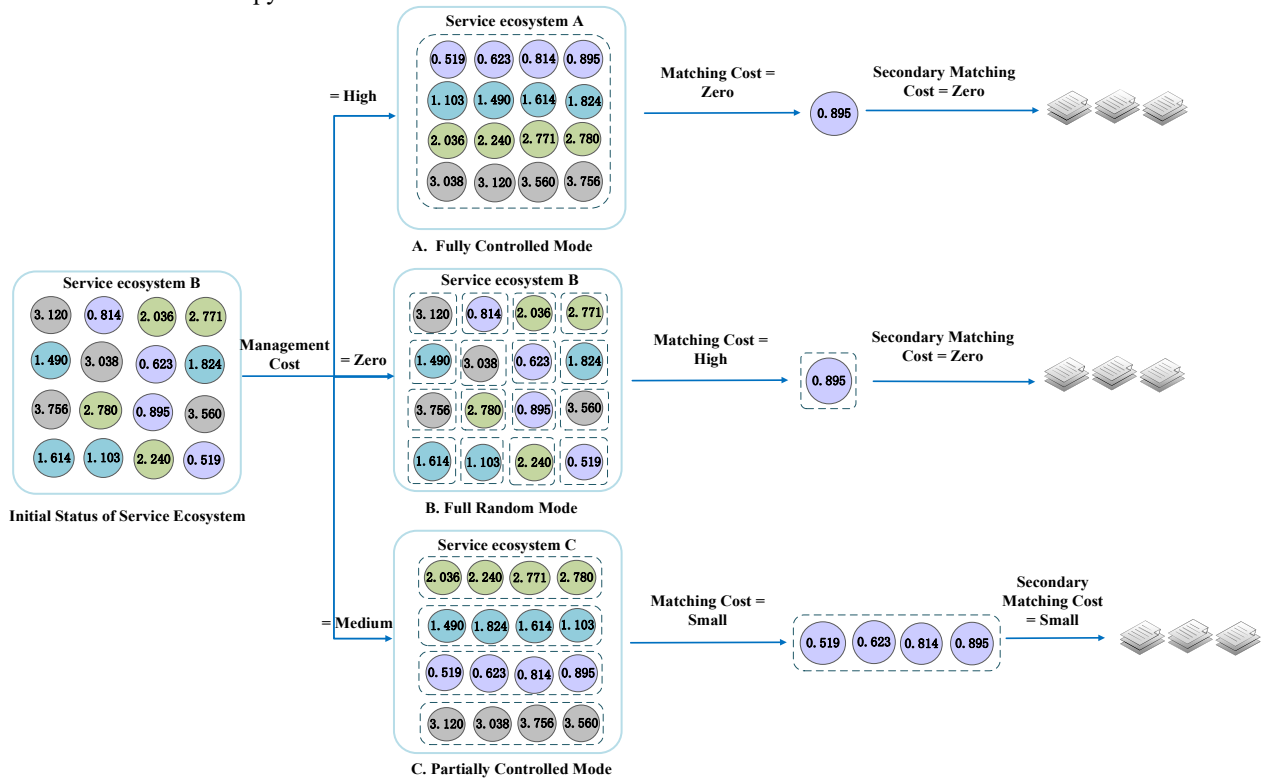 py
Service ecosystem A
0.519 0.623 0.814 0.895
1.103 1.490 1.614 1.824
2.036 2.240 2.771 2.780
3.038 3.120 3.560 3.756
A. Fully Controlled Mode
= High
Matching Cost =
Zero
0.895
Secondary Matching
Cost = Zero
Service ecosystem B
3.120 0.814 2.036 2.771
1.490 3.038 0.623 1.824
3.756 2.780 0.895 3.560
1.614 1.103 2.240 0.519
Initial Status of Service Ecosystem
Management
Cost
= Zero
Service ecosystem B
3.120 0.814 2.036 2.771
1.490 3.038 0.623 1.824
3.756 2.780 0.895 3.560
1.614 1.103 2.240 0.519
B. Full Random Mode
Matching Cost =
High
0.895
Secondary Matching
Cost = Zero
= Medium
Service ecosystem C
2.036 2.240 2.771 2.780
1.490 1.824 1.614 1.103
0.519 0.623 0.814 0.895
3.120 3.038 3.756 3.560
C. Partially Controlled Mode
Matching Cost =
Small
0.519 0.623 0.814 0.895
Secondary
Matching Cost
= Small